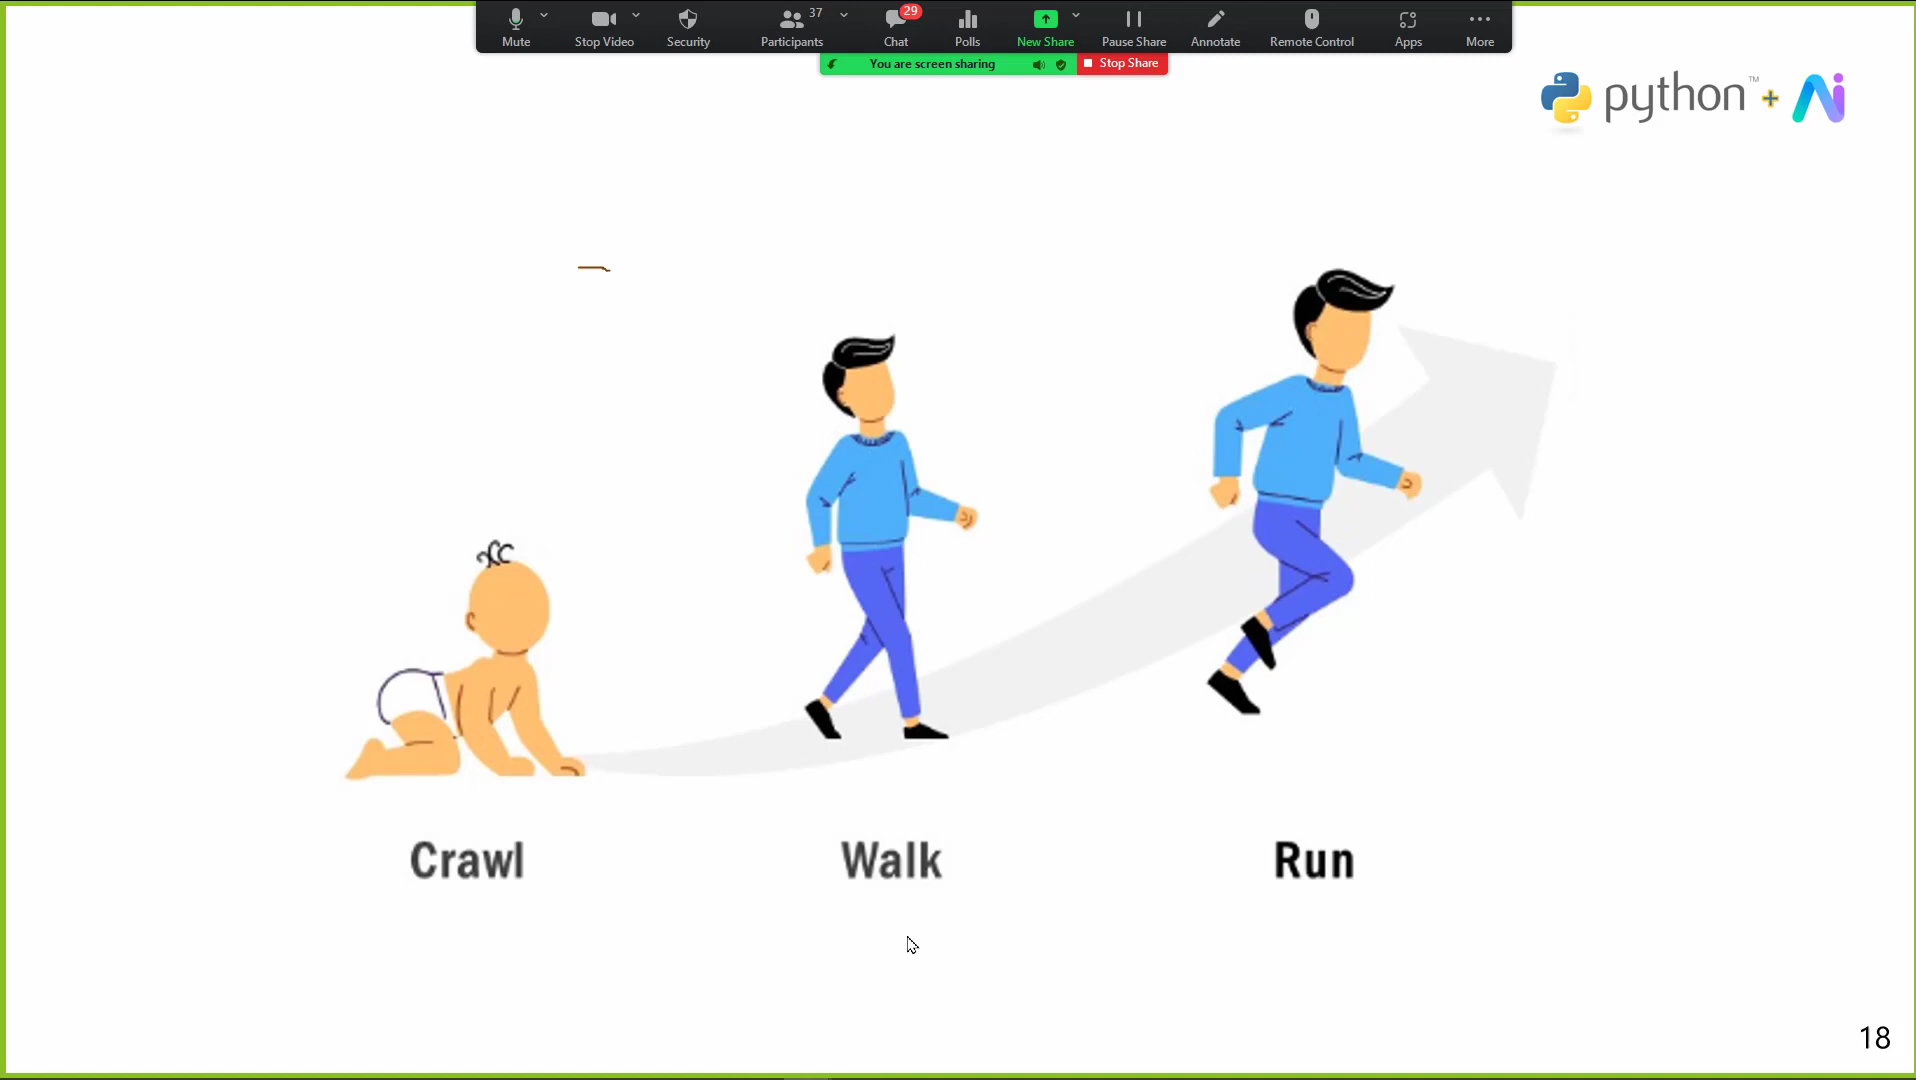 37
29
Mute Stop Video Security Participants Chat Polls New Share Pause Share Annotate Remote Control Apps More
You are screen sharing Stop Share
python™ + Ai
Crawl Walk Run
18